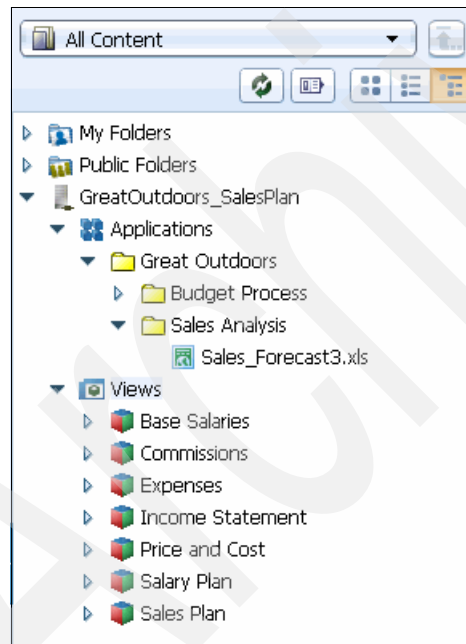 All Content
My Folders
Public Folders
GreatOutdoors_SalesPlan
Applications
Great Outdoors
Budget Process
Sales Analysis
Sales_Forecast3.xls
Views
Base Salaries
Commissions
Expenses
Income Statement
Price and Cost
Salary Plan
Sales Plan